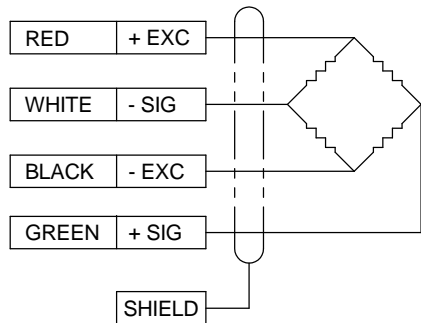 RED + EXC
WHITE - SIG
BLACK - EXC
GREEN + SIG
SHIELD